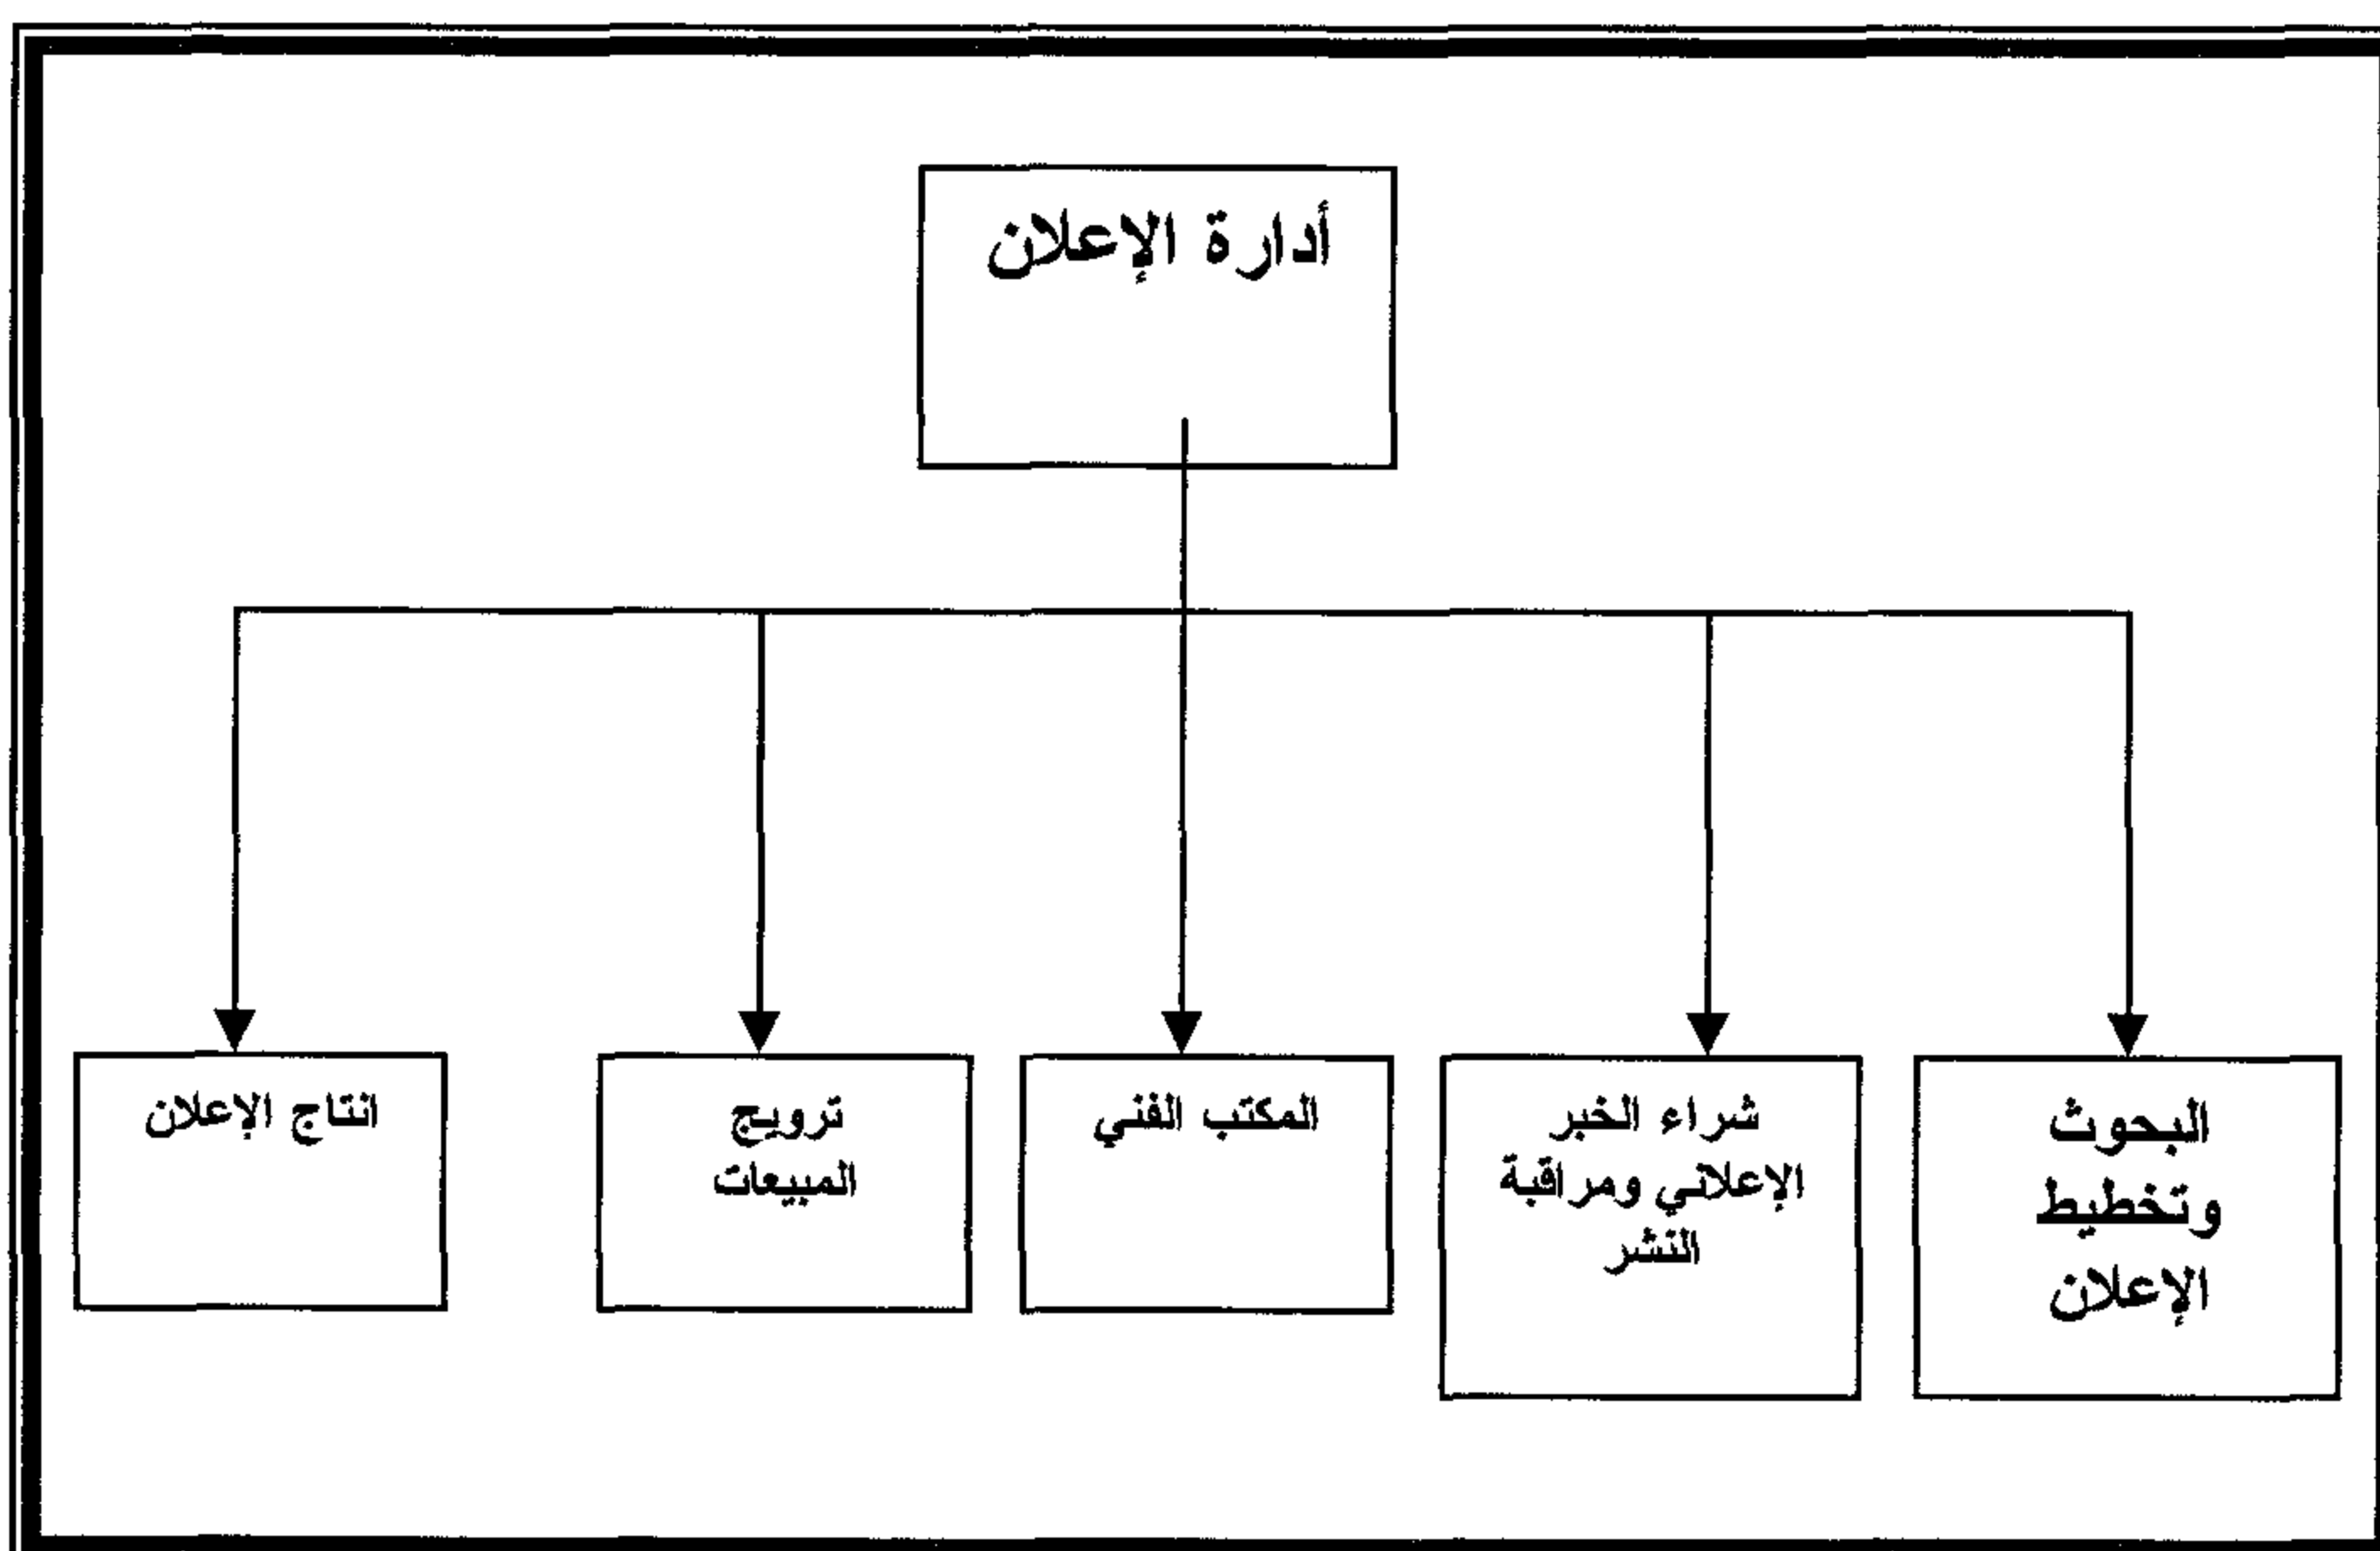 أدارة الإعلان
البحوث
وتخطيط
الإعلان
شراء الخبر
الإعلاني ومراقبة
النشر
المكتب الفني
ترويج
المبيعات
انتاج الإعلان